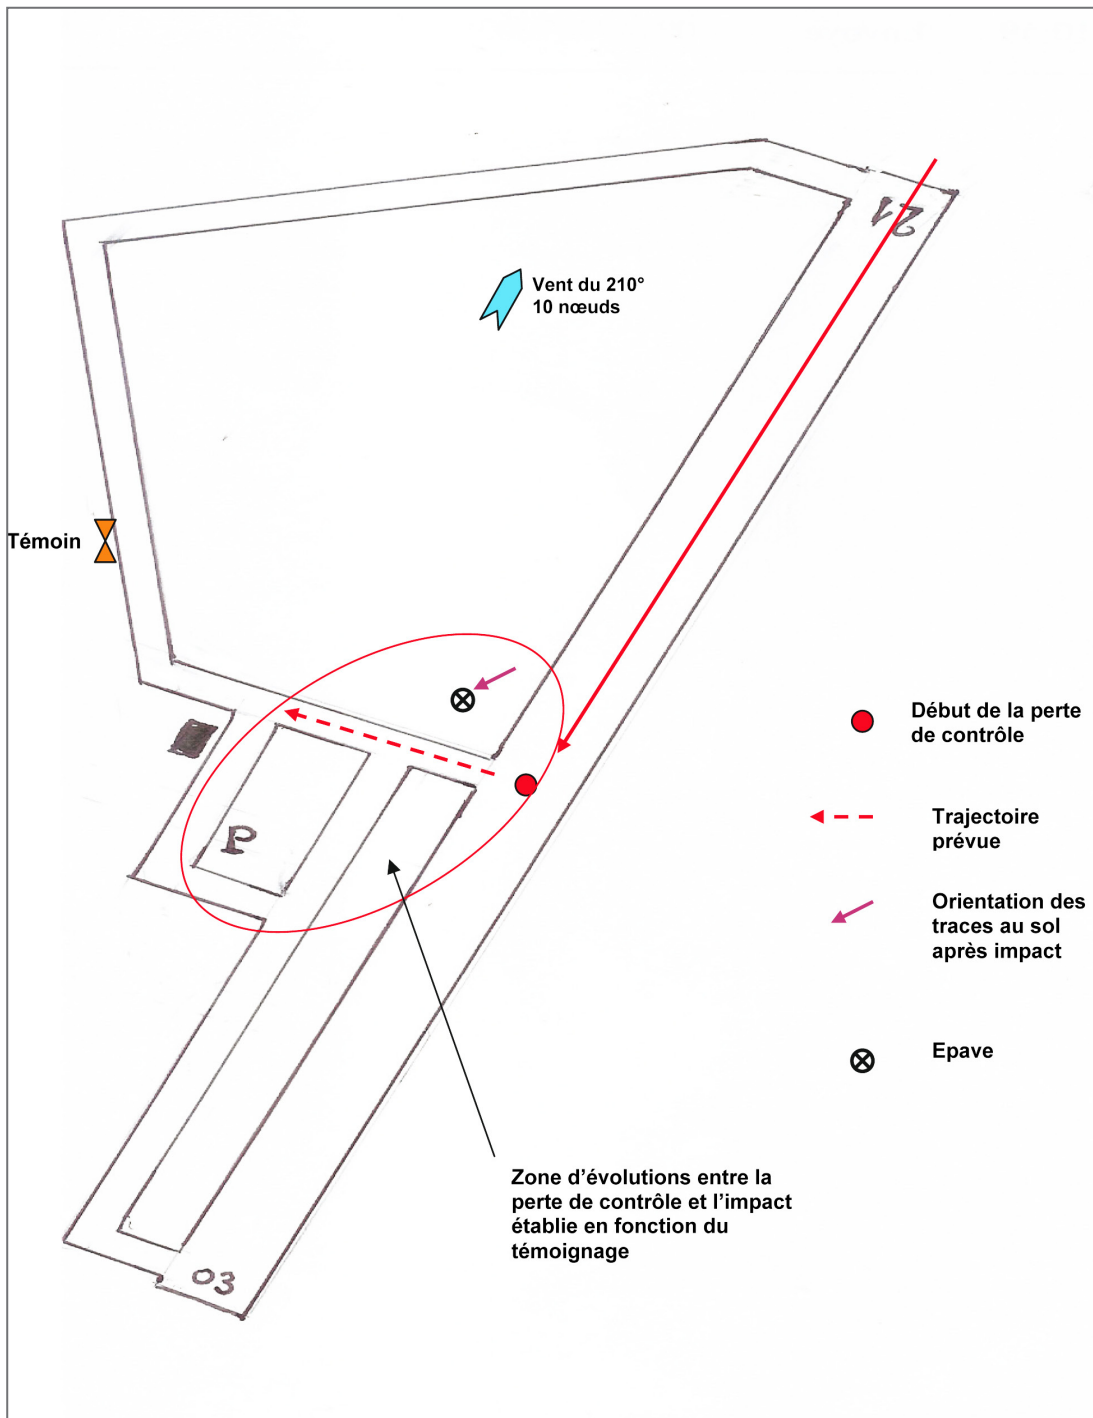 21
Vent du 210°
10 nœuds
Témoin
Début de la perte
de contrôle
Trajectoire
prévue
P
Orientation des
traces au sol
après impact
Epave
Zone d’évolutions entre la
perte de contrôle et l’impact
établie en fonction du
témoignage
03